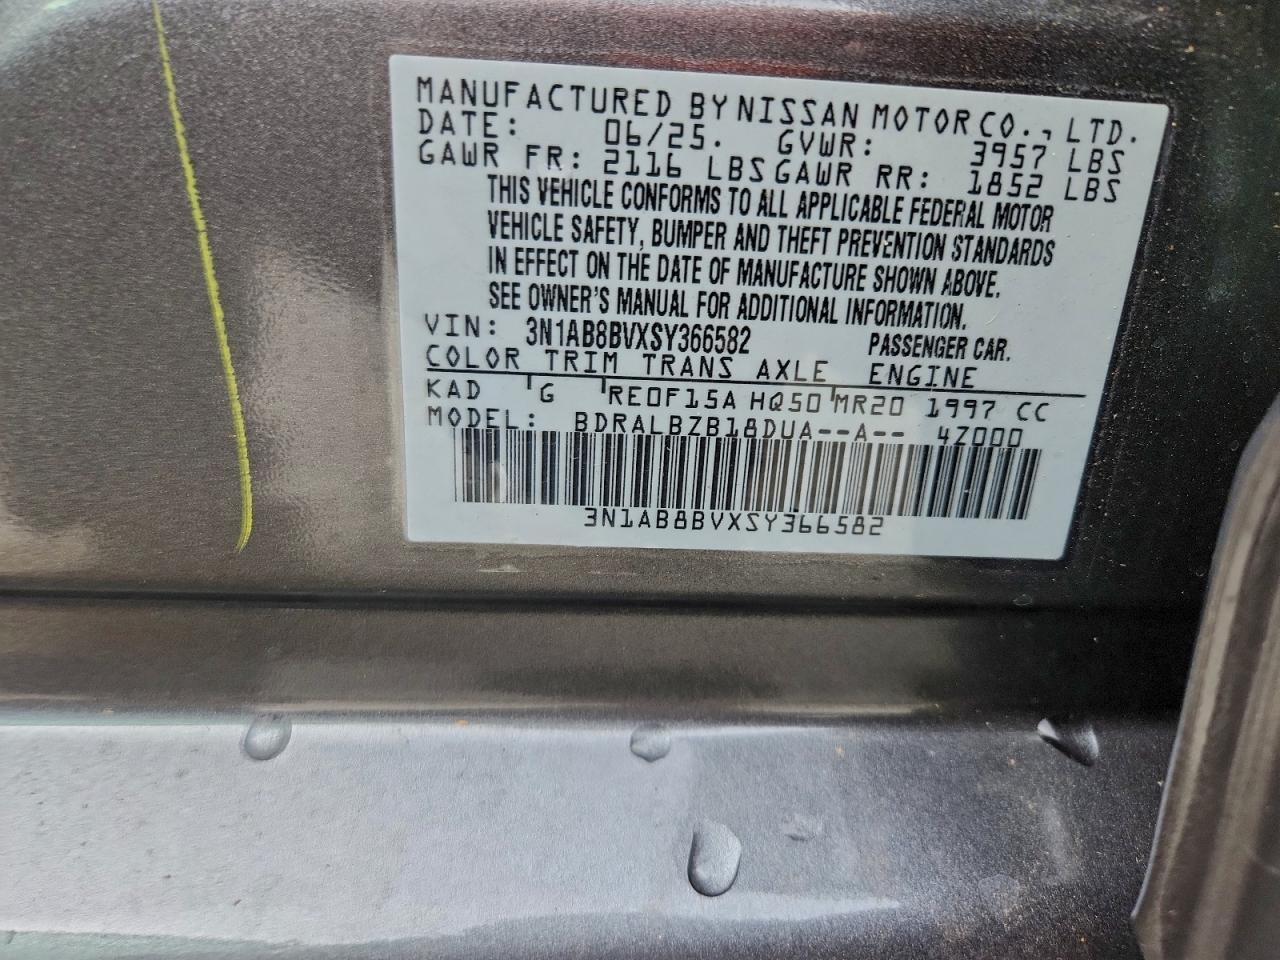 MANUFACTURED BY NISSAN MOTOR CO., LTD.
DATE: 06/25. GVWR: 3957 LBS
GAWR FR: 2116 LBS GAWR RR: 1852 LBS
THIS VEHICLE CONFORMS TO ALL APPLICABLE FEDERAL MOTOR
VEHICLE SAFETY, BUMPER AND THEFT PREVENTION STANDARDS
IN EFFECT ON THE DATE OF MANUFACTURE SHOWN ABOVE.
SEE OWNER'S MANUAL FOR ADDITIONAL INFORMATION.
VIN: 3N1AB8BVXSY366582 PASSENGER CAR.
COLOR TRIM TRANS AXLE ENGINE
KAD G RE0F15A HQ50 MR20 1997 CC
MODEL: BDRALBZB18DUA--A-- 4Z000
3N1AB8BVXSY366582